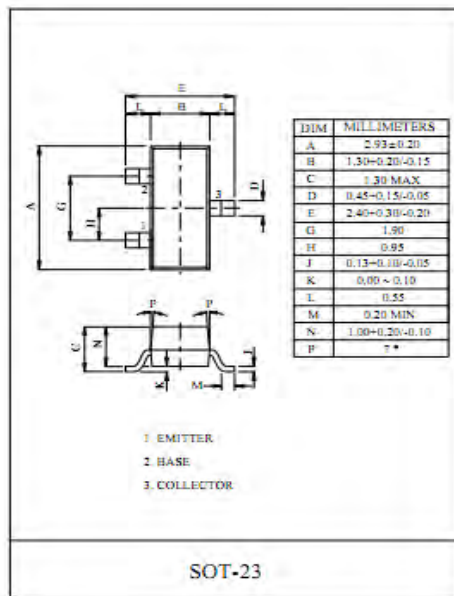 E
L B L
A
G
H
D
2
3
1
DIM MILLIMETERS
A 2.93±0.20
B 1.30+0.20/-0.15
C 1.30 MAX
D 0.45+0.15/-0.05
E 2.40+0.30/-0.20
G 1.90
H 0.95
J 0.13+0.10/-0.05
K 0.00 ~ 0.10
L 0.55
M 0.20 MIN
N 1.00+0.20/-0.10
P 7°
P P
C
N
K
M
J
1. EMITTER
2. BASE
3. COLLECTOR
SOT-23